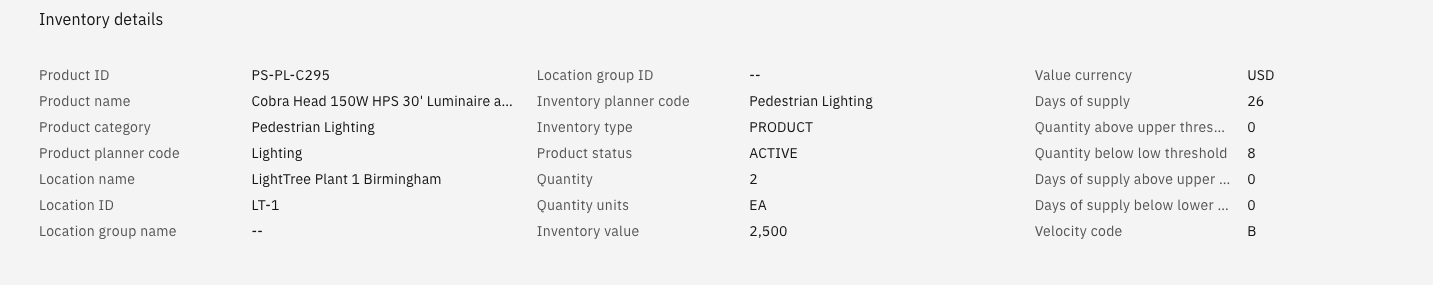 Inventory details
Product ID PS-PL-C295
Product name Cobra Head 150W HPS 30' Luminaire a...
Product category Pedestrian Lighting
Product planner code Lighting
Location name LightTree Plant 1 Birmingham
Location ID LT-1
Location group name --
Location group ID --
Inventory planner code Pedestrian Lighting
Inventory type PRODUCT
Product status ACTIVE
Quantity 2
Quantity units EA
Inventory value 2,500
Value currency USD
Days of supply 26
Quantity above upper thres... 0
Quantity below low threshold 8
Days of supply above upper ... 0
Days of supply below lower ... 0
Velocity code B